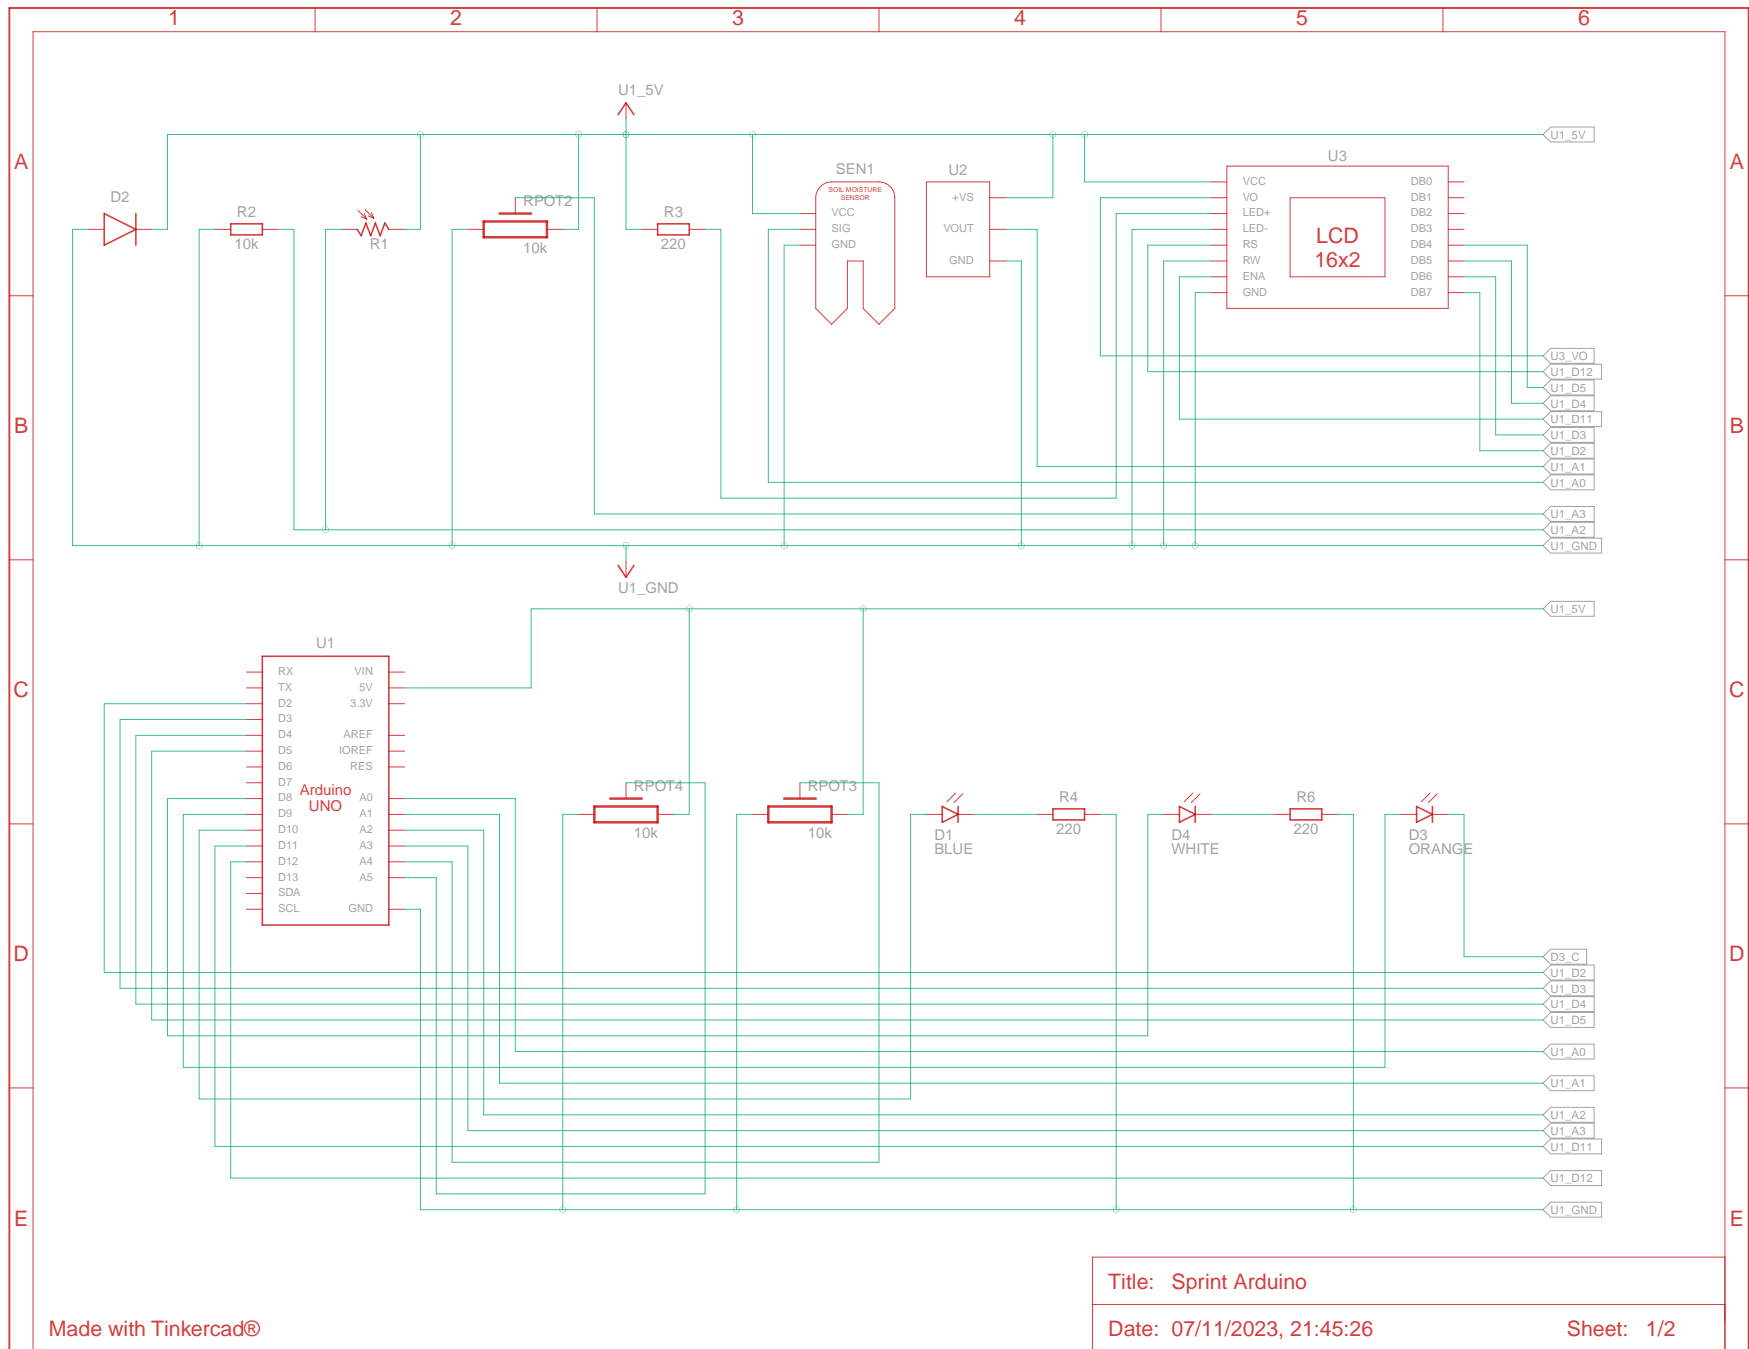 1 2 3 4 5 6
U1_5V
U1_5V
A A
D2
R2
10k
R1
RPOT2
10k
R3
220
SEN1
SOIL MOISTURE
SENSOR
VCC
SIG
GND
U2
+VS
VOUT
GND
U3
VCC DB0
VO DB1
LED+ DB2
LED- DB3
RS DB4
RW DB5
ENA DB6
GND DB7
LCD
16x2
B B
U3_VO
U1_D12
U1_D5
U1_D4
U1_D11
U1_D3
U1_D2
U1_A1
U1_A0
U1_A3
U1_A2
U1_GND
U1_GND
U1_5V
C C
U1
RX VIN
TX 5V
D2 3.3V
D3
D4 AREF
D5 IOREF
D6 RES
D7
Arduino
UNO
D8 A0
D9 A1
D10 A2
D11 A3
D12 A4
D13 A5
SDA
SCL GND
RPOT4
10k
RPOT3
10k
D1
BLUE
R4
220
D4
WHITE
R6
220
D3
ORANGE
D D
D3_C
U1_D2
U1_D3
U1_D4
U1_D5
U1_A0
U1_A1
U1_A2
U1_A3
U1_D11
U1_D12
U1_GND
E E
Title: Sprint Arduino
Made with Tinkercad®
Date: 07/11/2023, 21:45:26 Sheet: 1/2